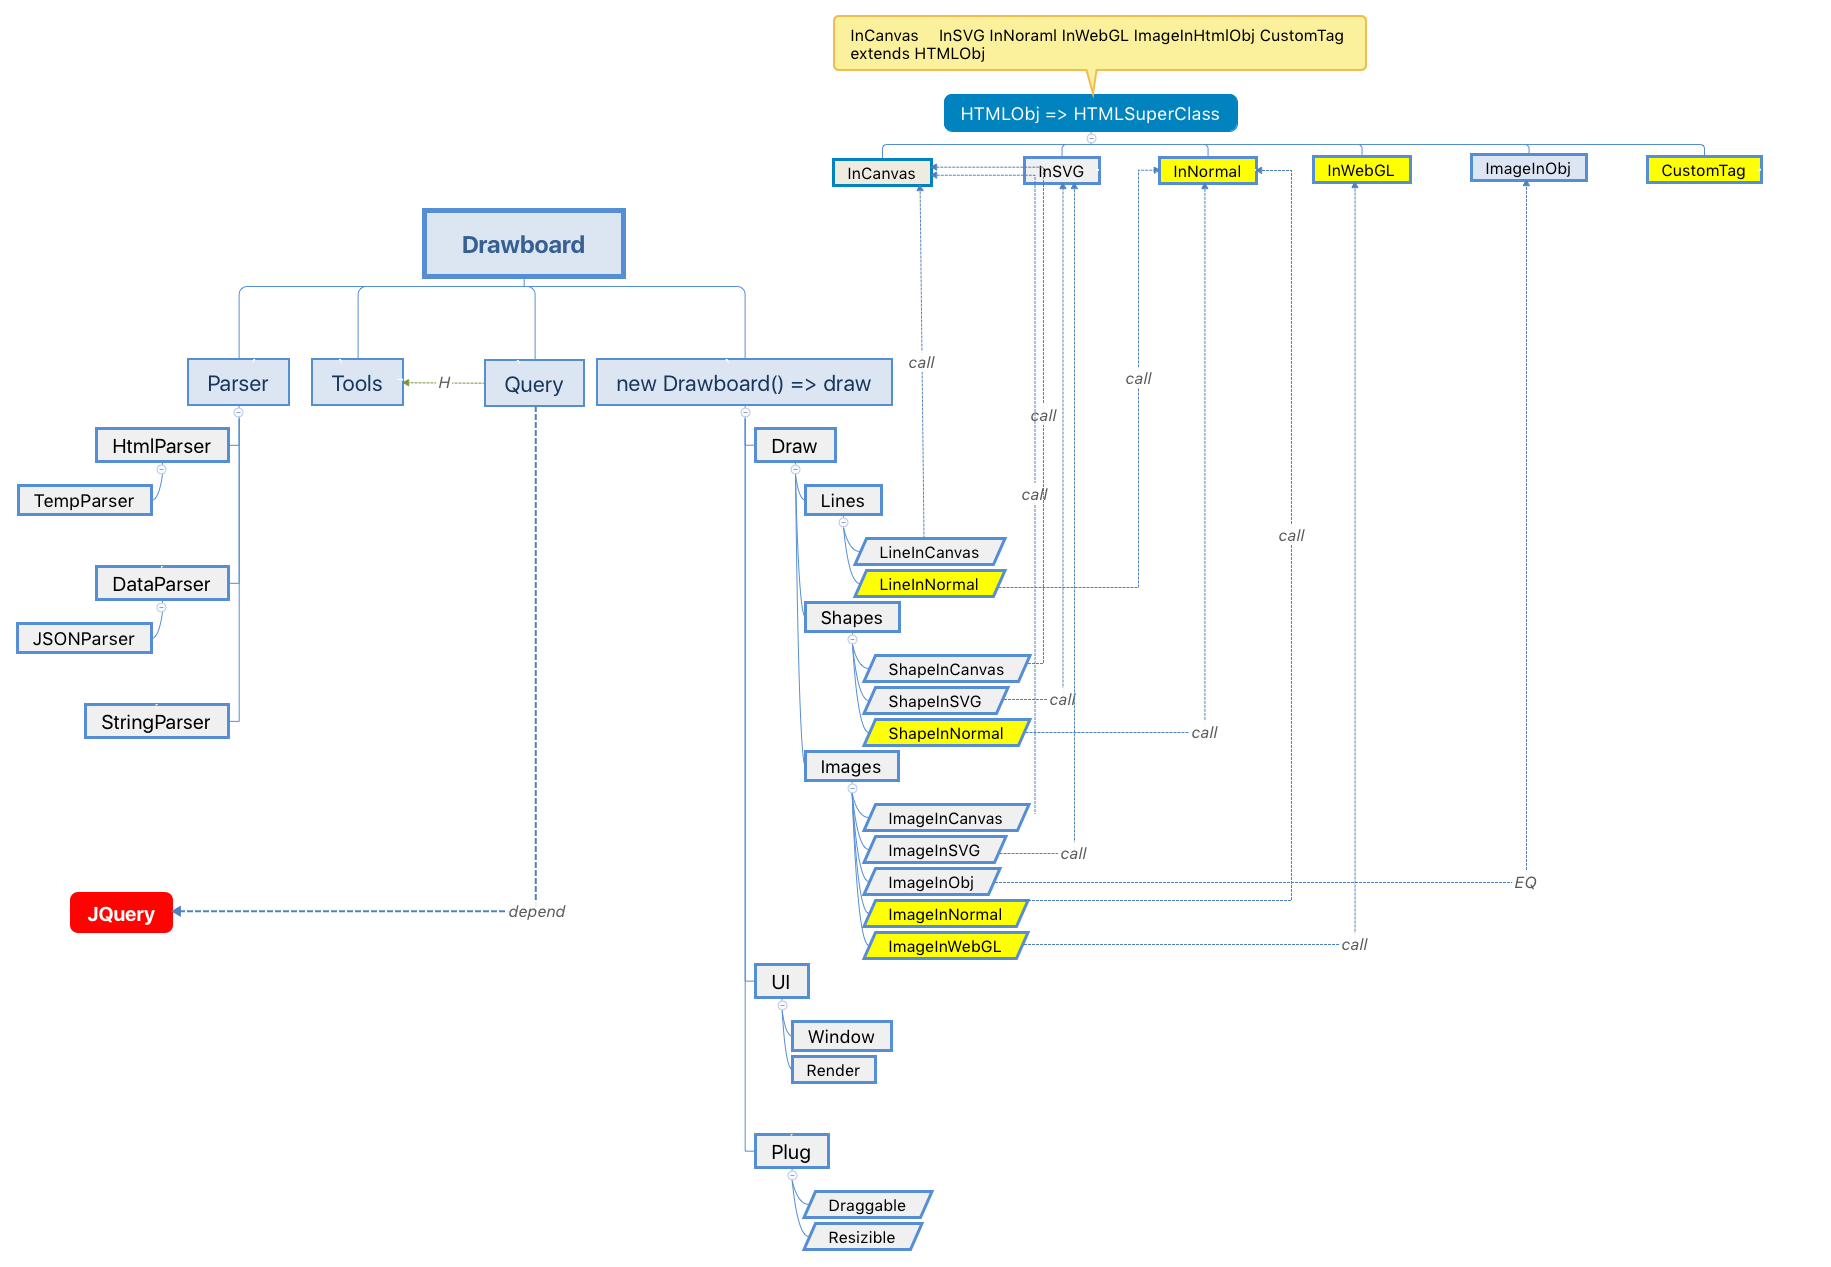 InCanvas InSVG InNoraml InWebGL ImageInHtmlObj CustomTag
extends HTMLObj
HTMLObj => HTMLSuperClass
InCanvas
InSVG
InNormal
InWebGL
ImageInObj
CustomTag
Drawboard
Parser
Tools
H
Query
new Drawboard() => draw
call
call
call
call
call
HtmlParser
TempParser
DataParser
JSONParser
StringParser
JQuery
depend
Draw
Lines
LineInCanvas
LineInNormal
Shapes
ShapeInCanvas
ShapeInSVG
call
ShapeInNormal
call
Images
ImageInCanvas
ImageInSVG
call
ImageInObj
EQ
ImageInNormal
ImageInWebGL
call
UI
Window
Render
Plug
Draggable
Resizible